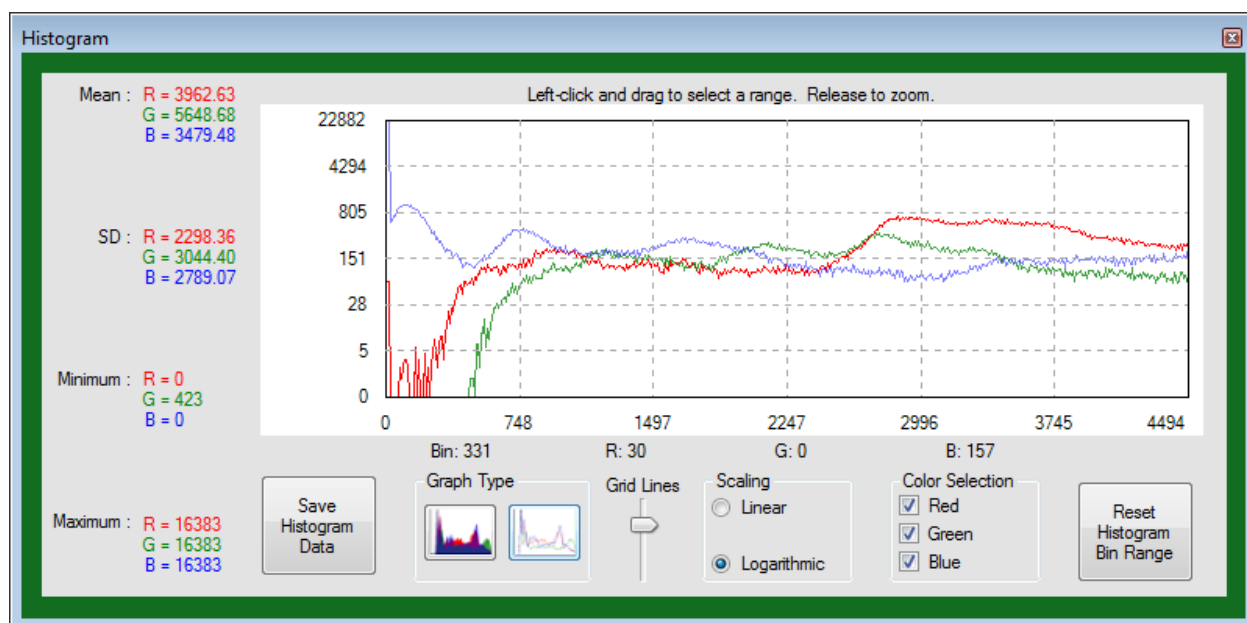 Histogram
Mean : R = 3962.63
G = 5648.68
B = 3479.48
SD : R = 2298.36
G = 3044.40
B = 2789.07
Minimum : R = 0
G = 423
B = 0
Maximum : R = 16383
G = 16383
B = 16383
Left-click and drag to select a range. Release to zoom.
22882
4294
805
151
28
5
0
0 748 1497 2247 2996 3745 4494
Bin: 331 R: 30 G: 0 B: 157
Save
Histogram
Data
Graph Type
Grid Lines
Scaling
Linear
Logarithmic
Color Selection
Red
Green
Blue
Reset
Histogram
Bin Range